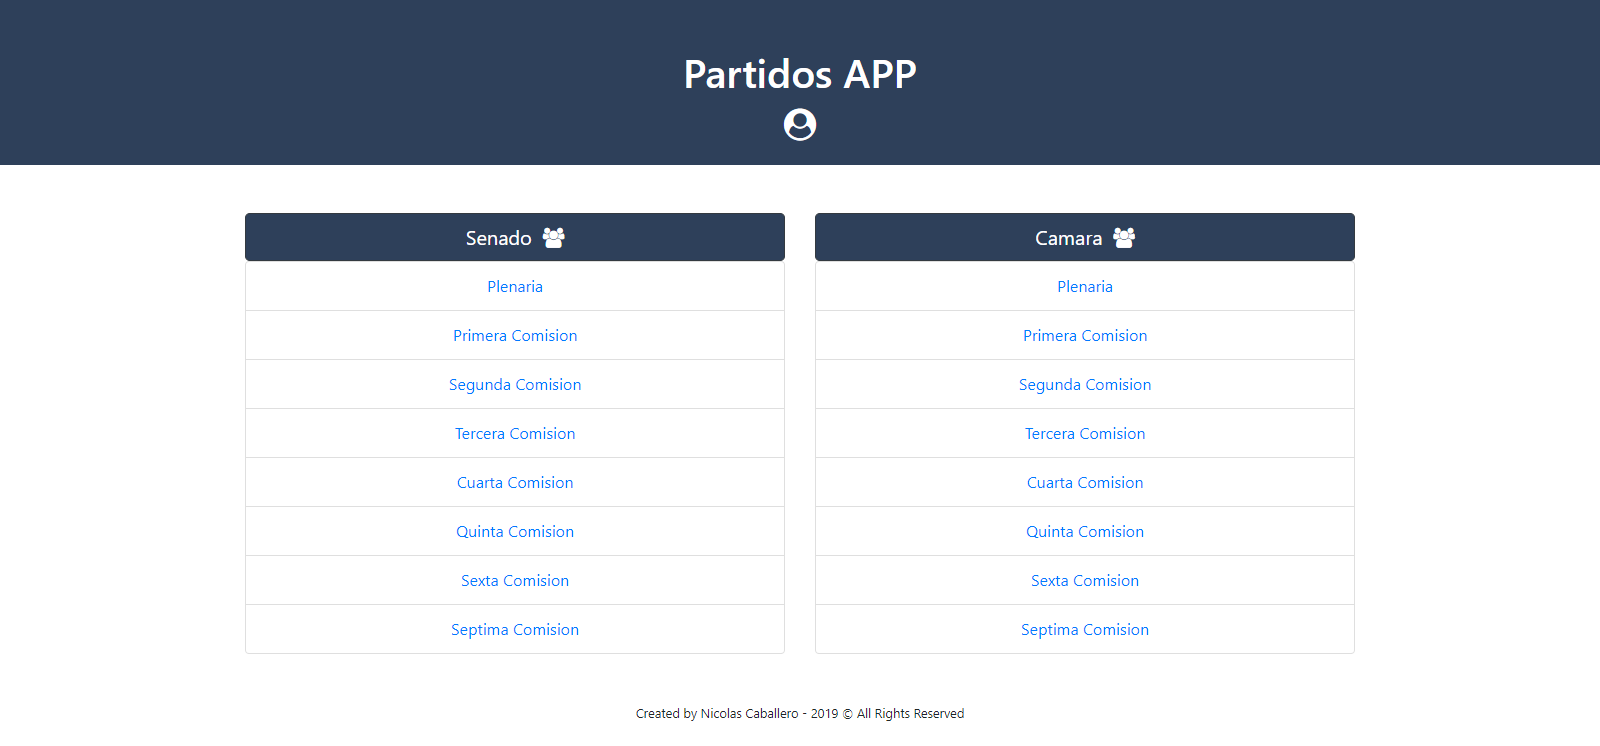 Partidos APP
Senado
Plenaria
Primera Comision
Segunda Comision
Tercera Comision
Cuarta Comision
Quinta Comision
Sexta Comision
Septima Comision
Camara
Plenaria
Primera Comision
Segunda Comision
Tercera Comision
Cuarta Comision
Quinta Comision
Sexta Comision
Septima Comision
Created by Nicolas Caballero - 2019 © All Rights Reserved